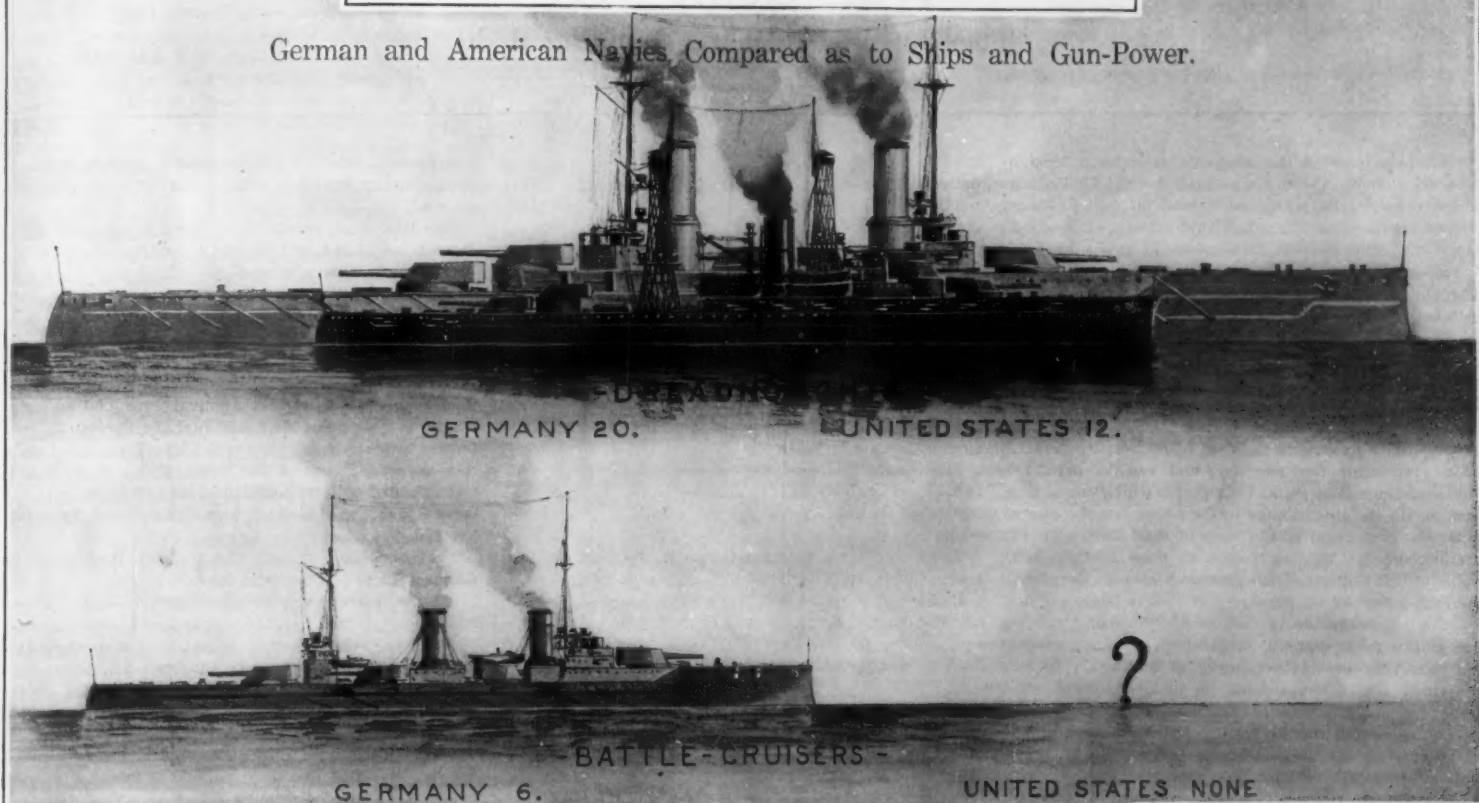 German and American Navies Compared as to Ships and Gun-Power.
-DREADNOUGHTS-
GERMANY 20. UNITED STATES 12.
?
-BATTLE-CRUISERS-
GERMANY 6. UNITED STATES NONE